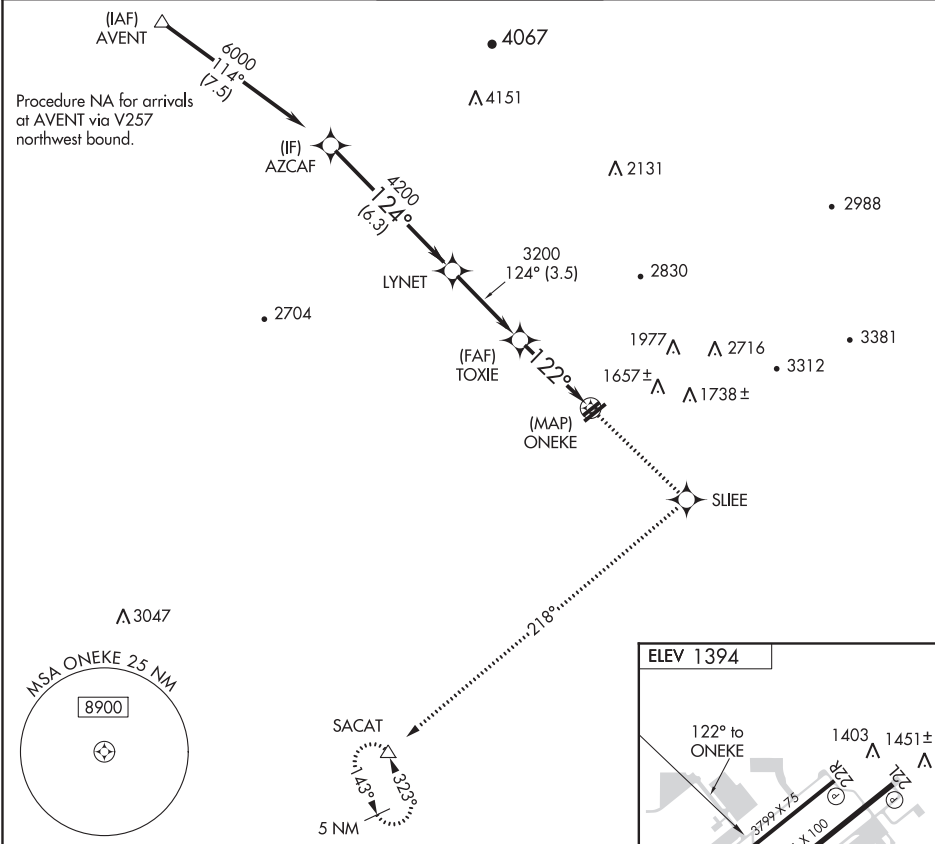 (IAF)
AVENT
6000
114°
(7.5)
4067
4151
Procedure NA for arrivals
at AVENT via V257
northwest bound.
(IF)
AZCAF
4200
124°
(6.3)
2131
2988
LYNET
3200
124° (3.5)
2830
2704
(FAF)
TOXIE
122°
1977
2716
3381
3312
1657±
1738±
(MAP)
ONEKE
SLIEE
218°
3047
MSA ONEKE 25 NM
8900
SACAT
143°
323°
5 NM
ELEV 1394
122° to
ONEKE
1403
1451±
22R
22L
P
P
3799 X 75
X 100